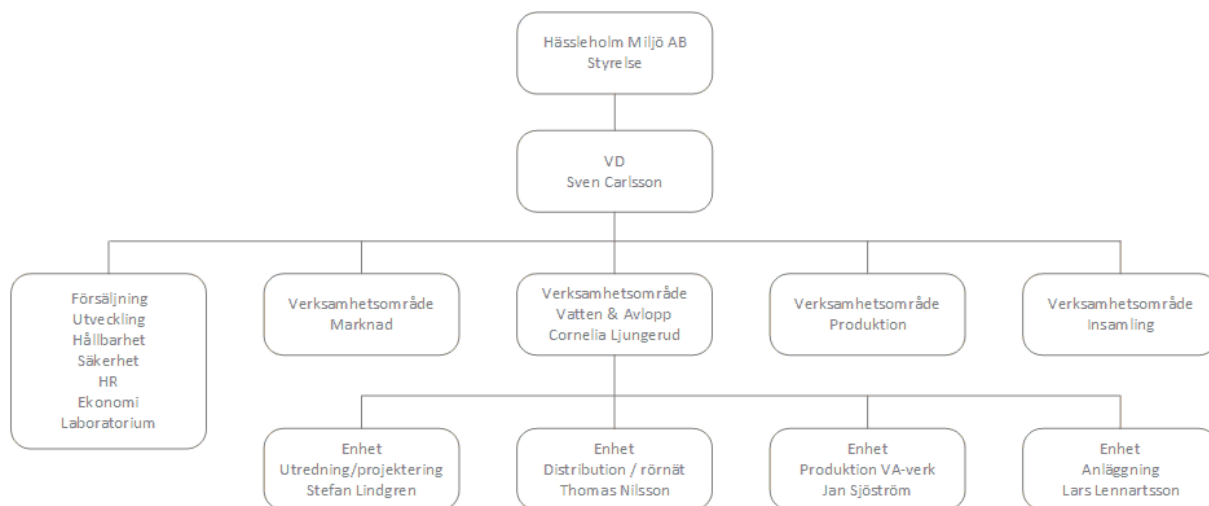 Hässleholm Miljö AB
Styrelse
VD
Sven Carlsson
Försäljning
Utveckling
Hållbarhet
Säkerhet
HR
Ekonomi
Laboratorium
Verksamhetsområde
Marknad
Verksamhetsområde
Vatten & Avlopp
Cornelia Ljungerud
Verksamhetsområde
Produktion
Verksamhetsområde
Insamling
Enhet
Utredning/projektering
Stefan Lindgren
Enhet
Distribution / rörnät
Thomas Nilsson
Enhet
Produktion VA-verk
Jan Sjöström
Enhet
Anläggning
Lars Lennartsson